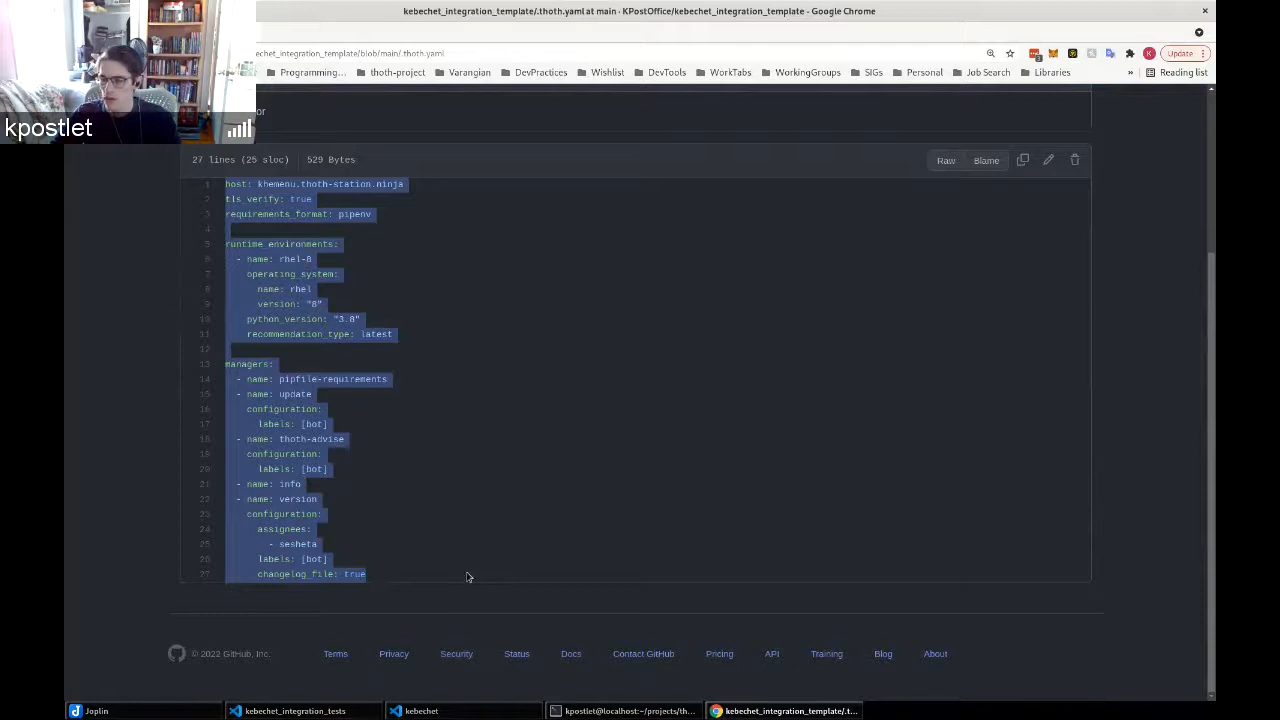 kebechet_integration_template/.thoth.yaml at main · KPostOffice/kebechet_integration_template - Google Chrome
ebechet_integration_template/blob/main/.thoth.yaml
Programming... thoth-project Varangian DevPractices Wishlist DevTools WorkTabs WorkingGroups SIGs Personal Job Search Libraries » Reading list
K Update
kpostlet
or
27 lines (25 sloc) 529 Bytes Raw Blame
1 host: khemenu.thoth-station.ninja
2 tls_verify: true
3 requirements_format: pipenv
4
5 runtime_environments:
6 - name: rhel-8
7 operating_system:
8 name: rhel
9 version: "8"
10 python_version: "3.8"
11 recommendation_type: latest
12
13 managers:
14 - name: pipfile-requirements
15 - name: update
16 configuration:
17 labels: [bot]
18 - name: thoth-advise
19 configuration:
20 labels: [bot]
21 - name: info
22 - name: version
23 configuration:
24 assignees:
25 - sesheta
26 labels: [bot]
27 changelog_file: true
© 2022 GitHub, Inc. Terms Privacy Security Status Docs Contact GitHub Pricing API Training Blog About
Joplin kebechet_integration_tests kebechet kpostlet@localhost:~/projects/th... kebechet_integration_template/.t...